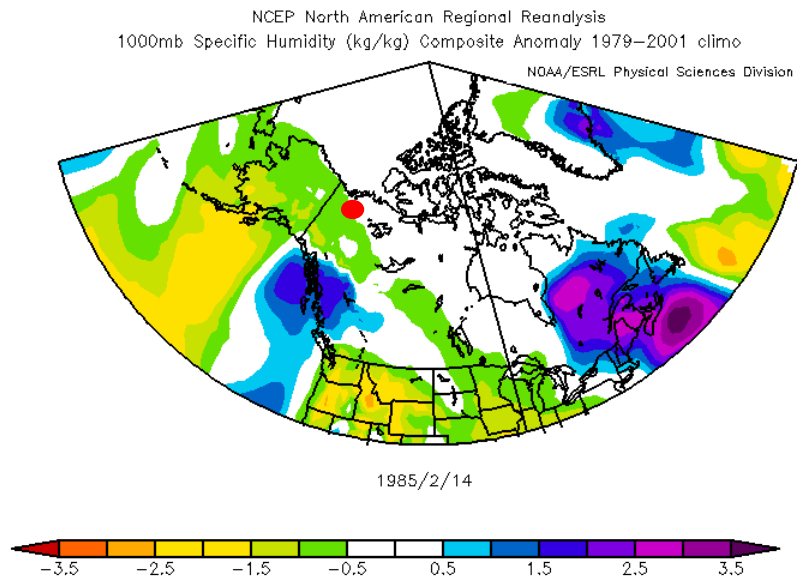 NCEP North American Regional Reanalysis
1000mb Specific Humidity (kg/kg) Composite Anomaly 1979−2001 climo
NOAA/ESRL Physical Sciences Division
1985/2/14
−3.5 −2.5 −1.5 −0.5 0.5 1.5 2.5 3.5